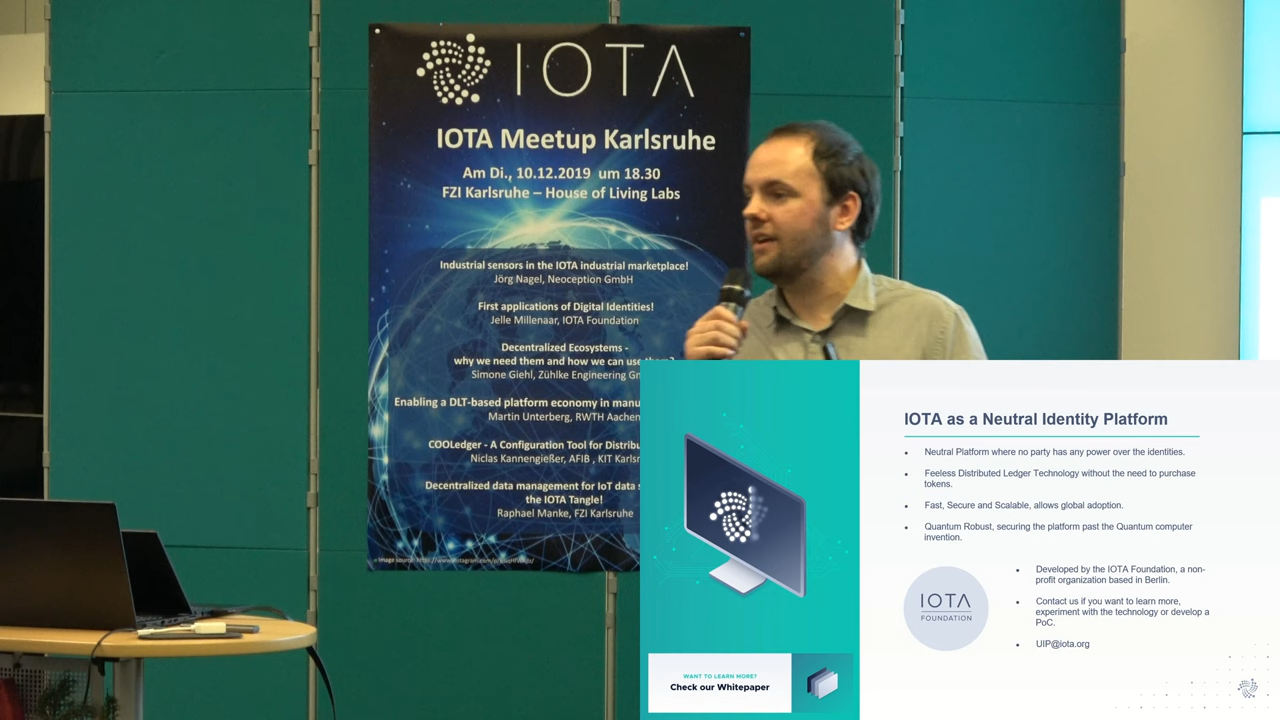 IOTA
IOTA Meetup Karlsruhe
Am Di., 10.12.2019 um 18.30
FZI Karlsruhe – House of Living Labs
Industrial sensors in the IOTA industrial marketplace!
Jörg Nagel, Neoception GmbH
First applications of Digital Identities!
Jelle Millenaar, IOTA Foundation
Decentralized Ecosystems -
why we need them and how we can use them?
Simone Giehl, Zühlke Engineering
Enabling a DLT-based platform economy in
Martin Unterberg, RWTH Aachen
COOLedger - A Configuration Tool for
Niclas Kannengießer, AFIB , KIT
Decentralized data management for IoT data
the IOTA Tangle!
Raphael Manke, FZI Karlsruhe
Image source:
IOTA as a Neutral Identity Platform
• Neutral Platform where no party has any power over the identities.
• Feeless Distributed Ledger Technology without the need to purchase
tokens.
• Fast, Secure and Scalable, allows global adoption.
• Quantum Robust, securing the platform past the Quantum computer
invention.
IOTA
FOUNDATION
• Developed by the IOTA Foundation, a non-
profit organization based in Berlin.
• Contact us if you want to learn more,
experiment with the technology or develop a
PoC.
• UIP@iota.org
WANT TO LEARN MORE?
Check our Whitepaper